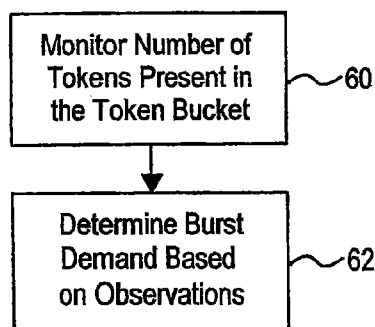 Monitor Number of
Tokens Present in
the Token Bucket
60
Determine Burst
Demand Based
on Observations
62